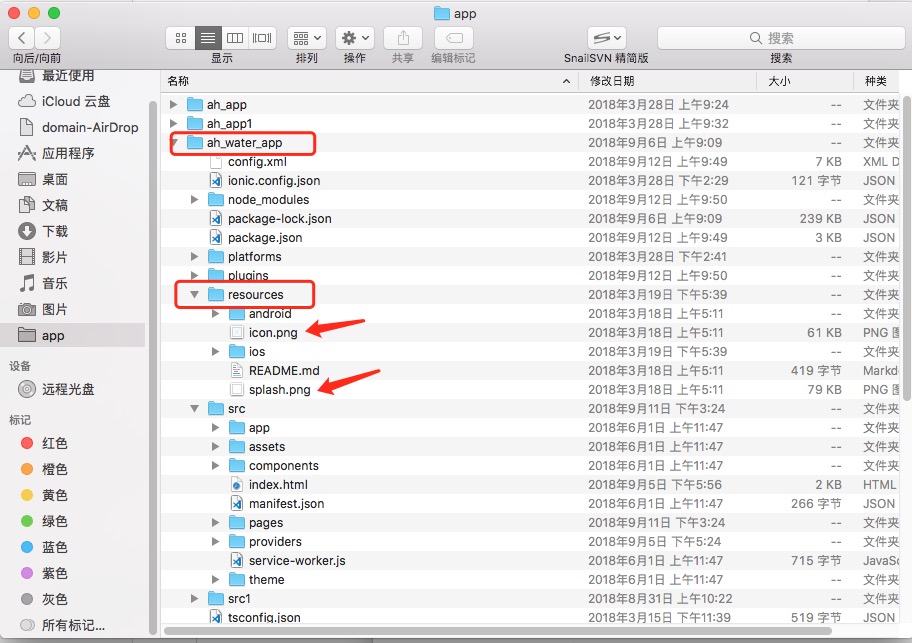 app
向后/向前
显示
排列
操作
共享
编辑标记
SnailSVN 精简版
搜索
搜索
最近使用
iCloud 云盘
domain-AirDrop
应用程序
桌面
文稿
下载
影片
音乐
图片
app
设备
远程光盘
标记
红色
橙色
黄色
绿色
蓝色
紫色
灰色
所有标记...
名称 修改日期 大小 种类
ah_app 2018年3月28日 上午9:24 -- 文件夹
ah_app1 2018年3月28日 上午9:32 -- 文件夹
ah_water_app 2018年9月6日 上午9:09 -- 文件夹
config.xml 2018年9月12日 上午9:49 7 KB XML D
ionic.config.json 2018年3月28日 下午2:29 121 字节 JSON
node_modules 2018年9月12日 上午9:50 -- 文件夹
package-lock.json 2018年9月6日 上午9:09 239 KB JSON
package.json 2018年9月12日 上午9:49 3 KB JSON
platforms 2018年3月28日 下午2:41 -- 文件夹
plugins 2018年9月12日 上午9:50 -- 文件夹
resources 2018年3月19日 下午5:39 -- 文件夹
android 2018年3月18日 上午5:11 -- 文件夹
icon.png 2018年3月18日 上午5:11 61 KB PNG 图
ios 2018年3月19日 下午5:39 -- 文件夹
README.md 2018年3月18日 上午5:11 419 字节 Markd
splash.png 2018年3月18日 上午5:11 79 KB PNG 图
src 2018年9月11日 下午3:24 -- 文件夹
app 2018年6月1日 上午11:47 -- 文件夹
assets 2018年6月1日 上午11:47 -- 文件夹
components 2018年6月1日 上午11:47 -- 文件夹
index.html 2018年9月5日 下午5:56 2 KB HTML
manifest.json 2018年6月1日 上午11:47 266 字节 JSON
pages 2018年9月11日 下午3:24 -- 文件夹
providers 2018年9月5日 下午5:24 -- 文件夹
service-worker.js 2018年6月1日 上午11:47 715 字节 JavaSc
theme 2018年6月1日 上午11:47 -- 文件夹
src1 2018年8月31日 上午10:22 -- 文件夹
tsconfig.json 2018年3月15日 上午11:39 519 字节 JSON